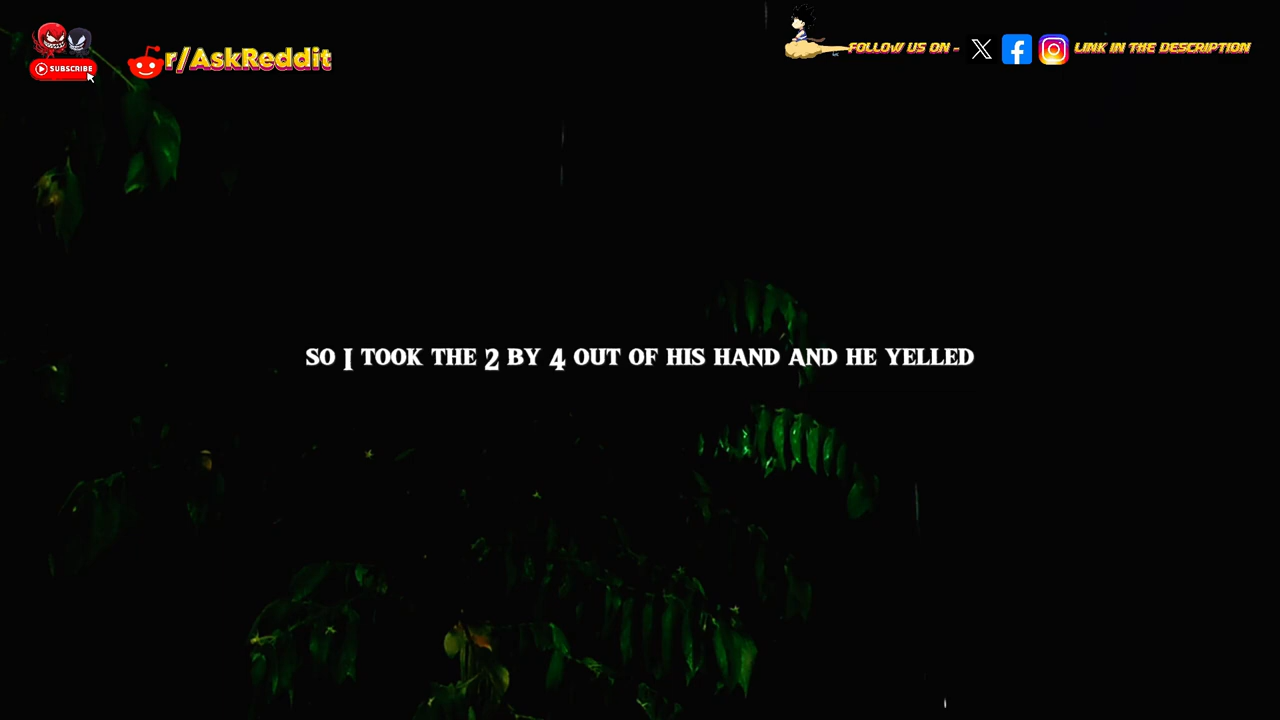 SUBSCRIBE
r/AskReddit
FOLLOW US ON -
LINK IN THE DESCRIPTION
SO I TOOK THE 2 BY 4 OUT OF HIS HAND AND HE YELLED